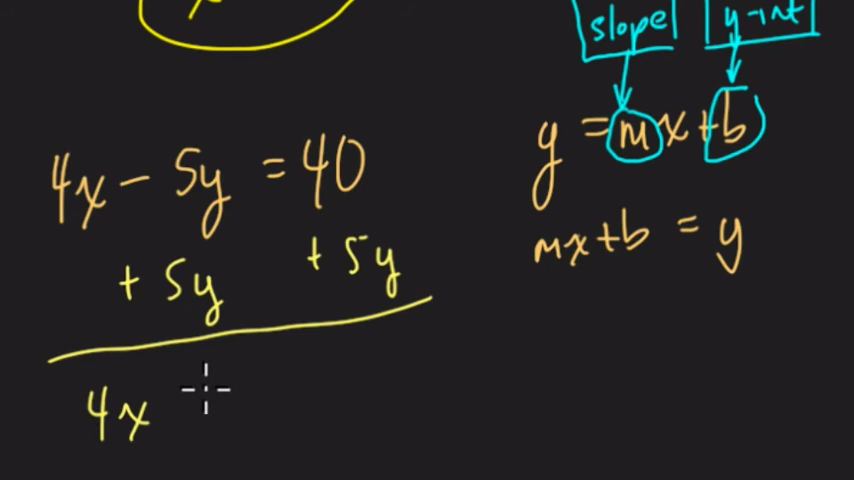 slope y-int
y = mx+b
4x - 5y = 40
mx+b = y
+ 5y + 5y
4x